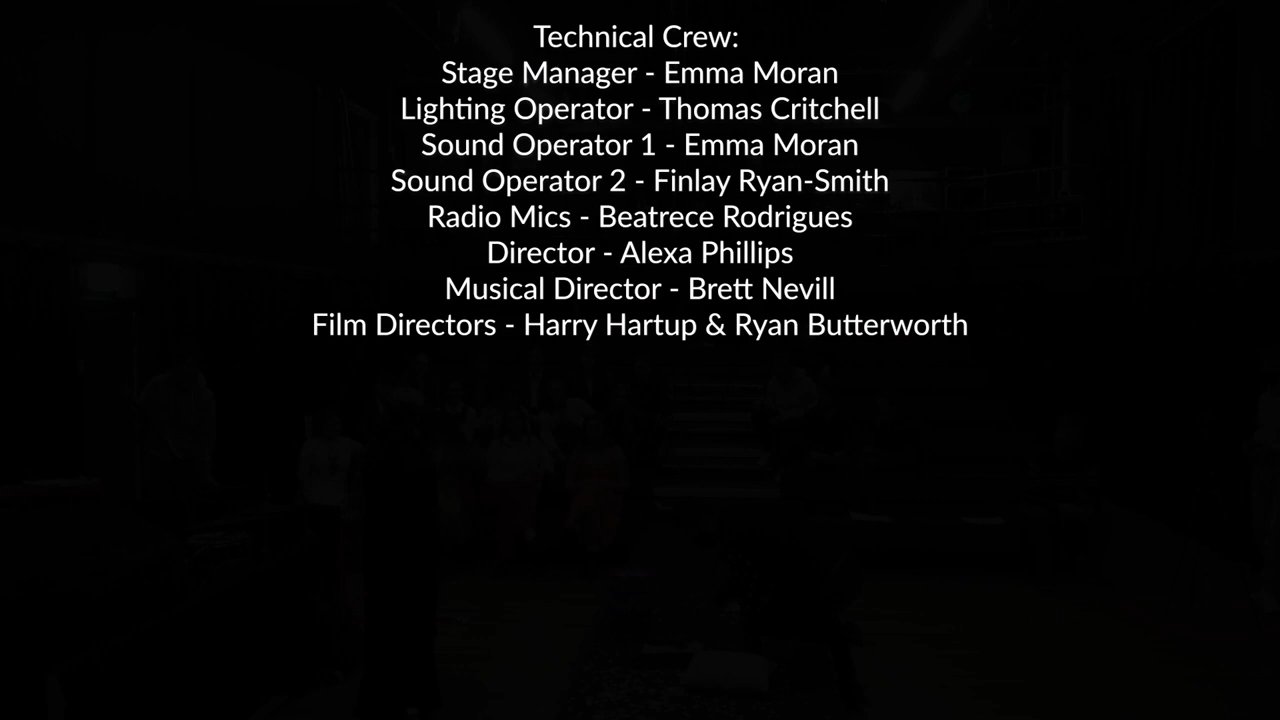 Technical Crew:
Stage Manager - Emma Moran
Lighting Operator - Thomas Critchell
Sound Operator 1 - Emma Moran
Sound Operator 2 - Finlay Ryan-Smith
Radio Mics - Beatrece Rodrigues
Director - Alexa Phillips
Musical Director - Brett Nevill
Film Directors - Harry Hartup & Ryan Butterworth